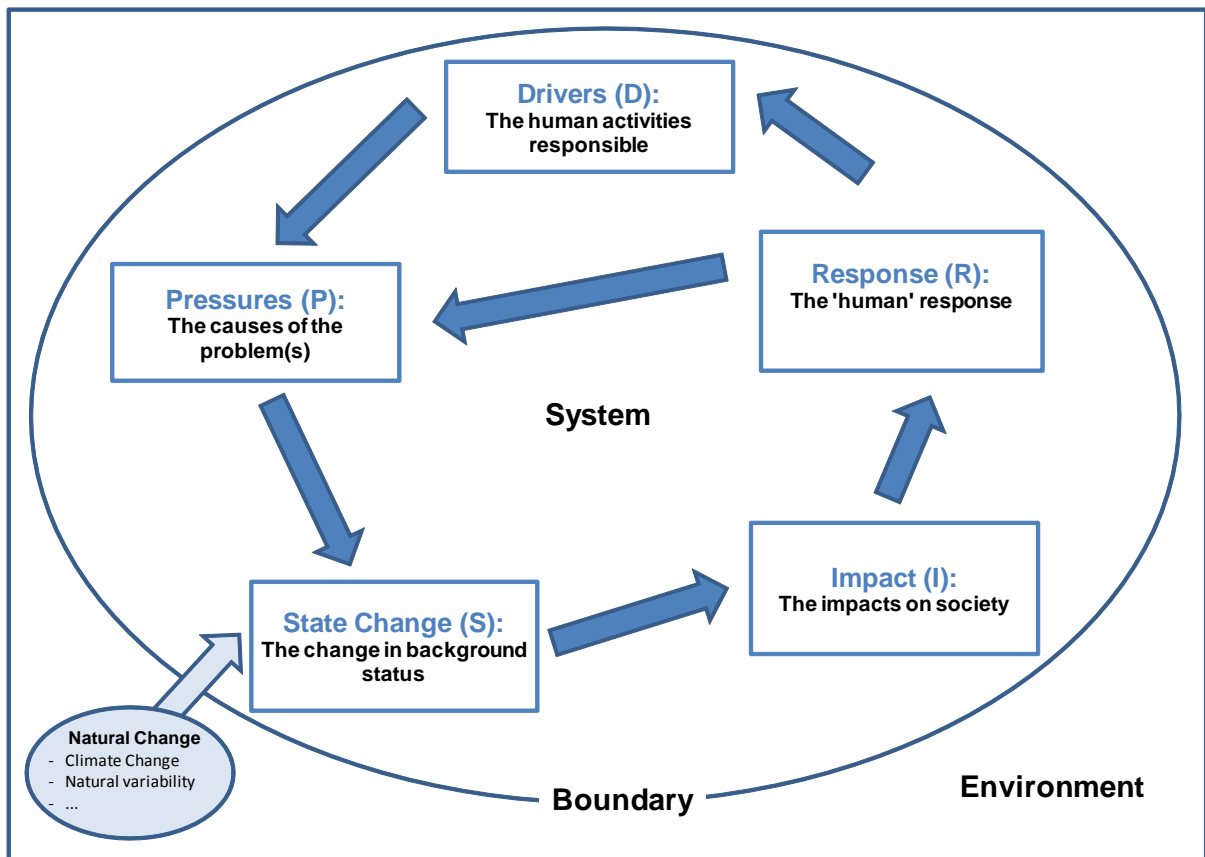 Drivers (D):
The human activities
responsible
Pressures (P):
The causes of the
problem(s)
Response (R):
The 'human' response
System
State Change (S):
The change in background
status
Impact (I):
The impacts on society
Natural Change
- Climate Change
- Natural variability
- ...
Boundary
Environment